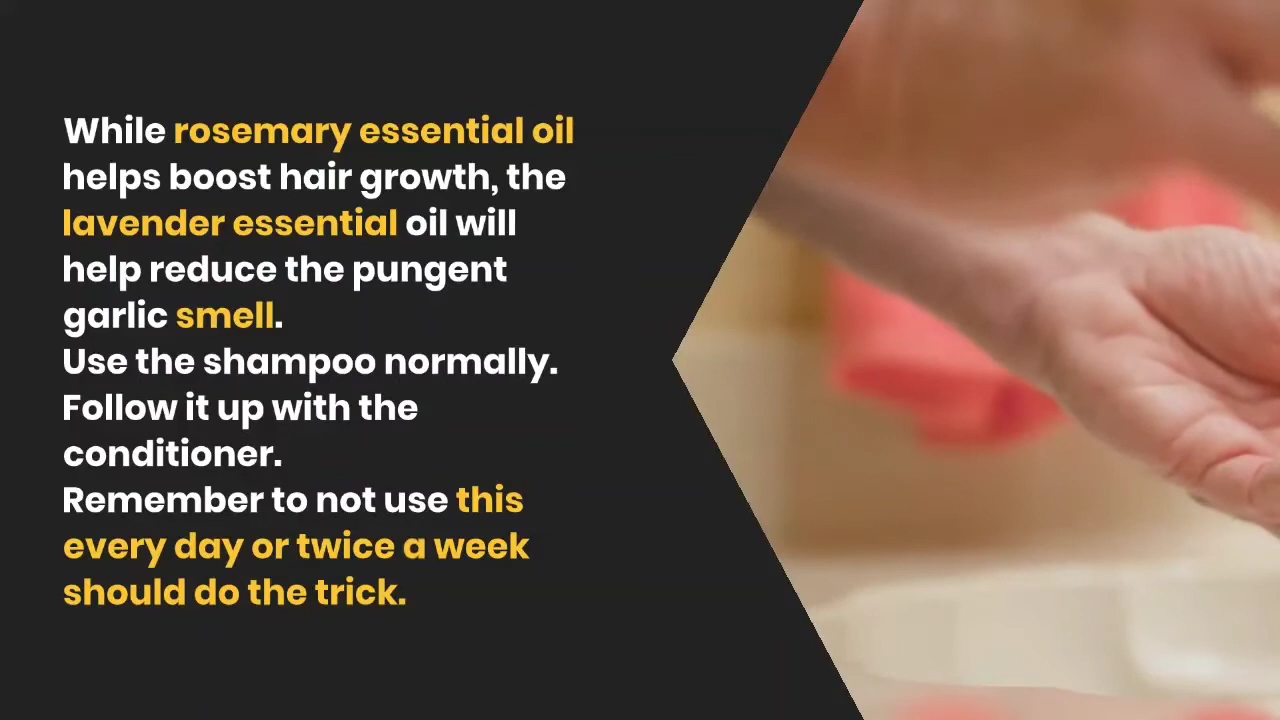 While rosemary essential oil
helps boost hair growth, the
lavender essential oil will
help reduce the pungent
garlic smell.
Use the shampoo normally.
Follow it up with the
conditioner.
Remember to not use this
every day or twice a week
should do the trick.